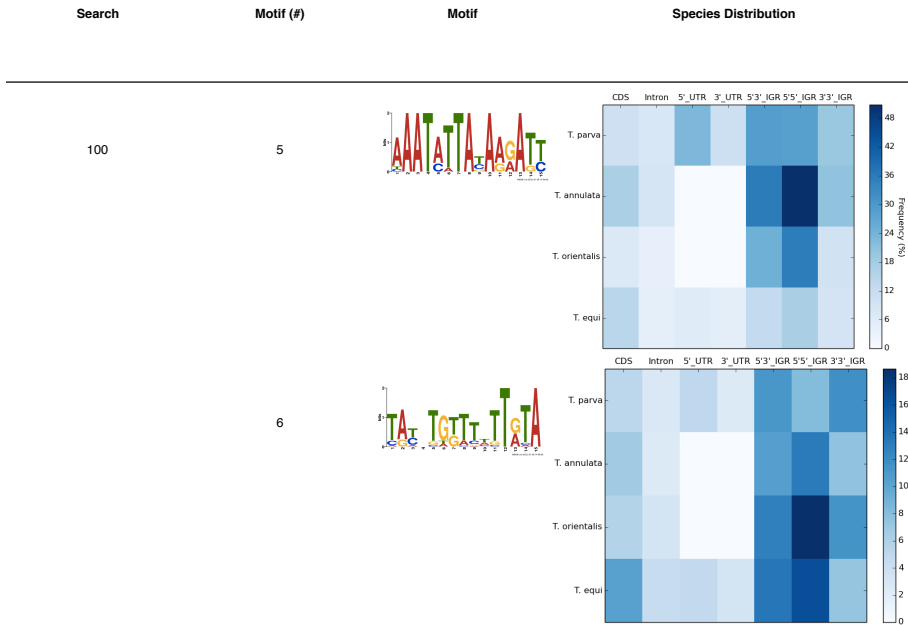 Search Motif (#) Motif Species Distribution
CDS Intron 5'_UTR 3'_UTR 5'3'_IGR 5'5'_IGR 3'3'_IGR
100 5
T. parva
T. annulata
T. orientalis
T. equi
48
42
36
30
24
18
12
6
0
Frequency (%)
CDS Intron 5'_UTR 3'_UTR 5'3'_IGR 5'5'_IGR 3'3'_IGR
6
T. parva
T. annulata
T. orientalis
T. equi
18
16
14
12
10
8
6
4
2
0